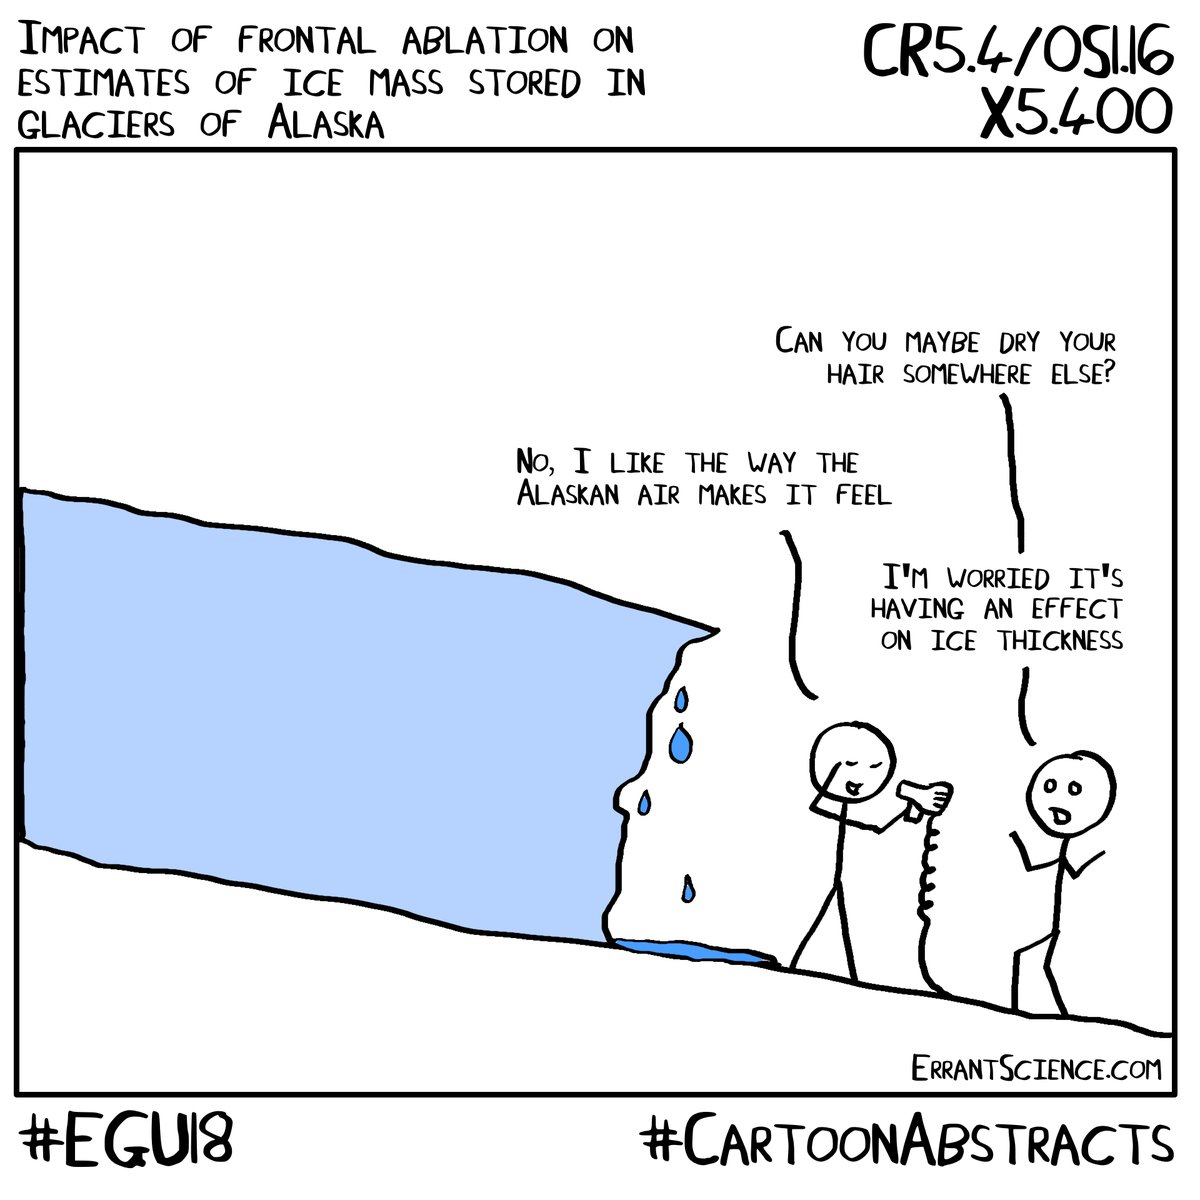 Impact of frontal ablation on
estimates of ice mass stored in
glaciers of Alaska
CR5.4/OS1.16
X5.400
Can you maybe dry your
hair somewhere else?
No, I like the way the
Alaskan air makes it feel
I'm worried it's
having an effect
on ice thickness
ErrantScience.com
#EGU18
#CartoonAbstracts